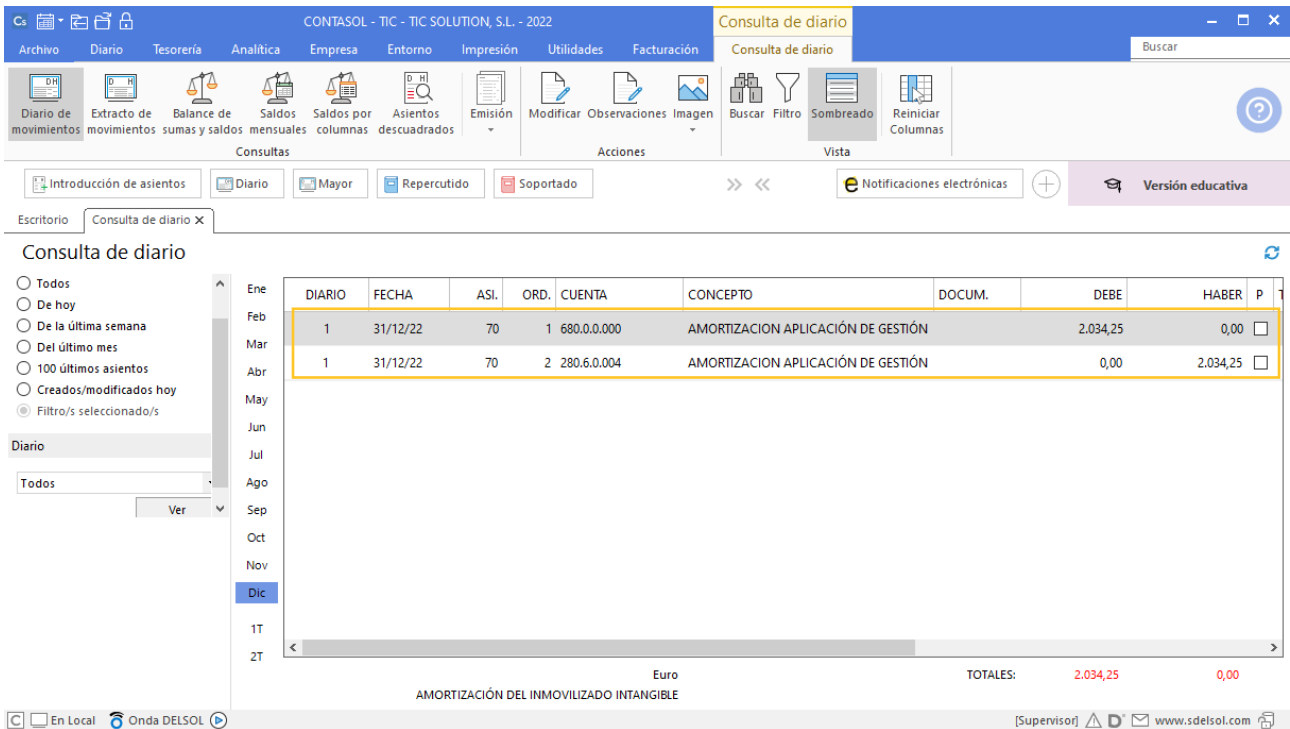 Cs CONTASOL - TIC - TIC SOLUTION, S.L. - 2022 Consulta de diario
Archivo Diario Tesorería Analítica Empresa Entorno Impresión Utilidades Facturación Consulta de diario Buscar
Diario de movimientos Extracto de movimientos Balance de sumas y saldos Saldos mensuales Saldos por columnas Asientos descuadrados Emisión Modificar Observaciones Imagen Buscar Filtro Sombreado Reiniciar Columnas
Consultas Acciones Vista
Introducción de asientos Diario Mayor Repercutido Soportado Notificaciones electrónicas Versión educativa
Escritorio Consulta de diario X
Consulta de diario
Todos
De hoy
De la última semana
Del último mes
100 últimos asientos
Creados/modificados hoy
Filtro/s seleccionado/s
Diario
Todos
Ver
Ene
Feb
Mar
Abr
May
Jun
Jul
Ago
Sep
Oct
Nov
Dic
1T
2T
DIARIO FECHA ASI. ORD. CUENTA CONCEPTO DOCUM. DEBE HABER P
1 31/12/22 70 1 680.0.0.000 AMORTIZACION APLICACIÓN DE GESTIÓN 2.034,25 0,00
1 31/12/22 70 2 280.6.0.004 AMORTIZACION APLICACIÓN DE GESTIÓN 0,00 2.034,25
Euro TOTALES: 2.034,25 0,00
AMORTIZACIÓN DEL INMOVILIZADO INTANGIBLE
C En Local Onda DELSOL [Supervisor] D www.sdelsol.com